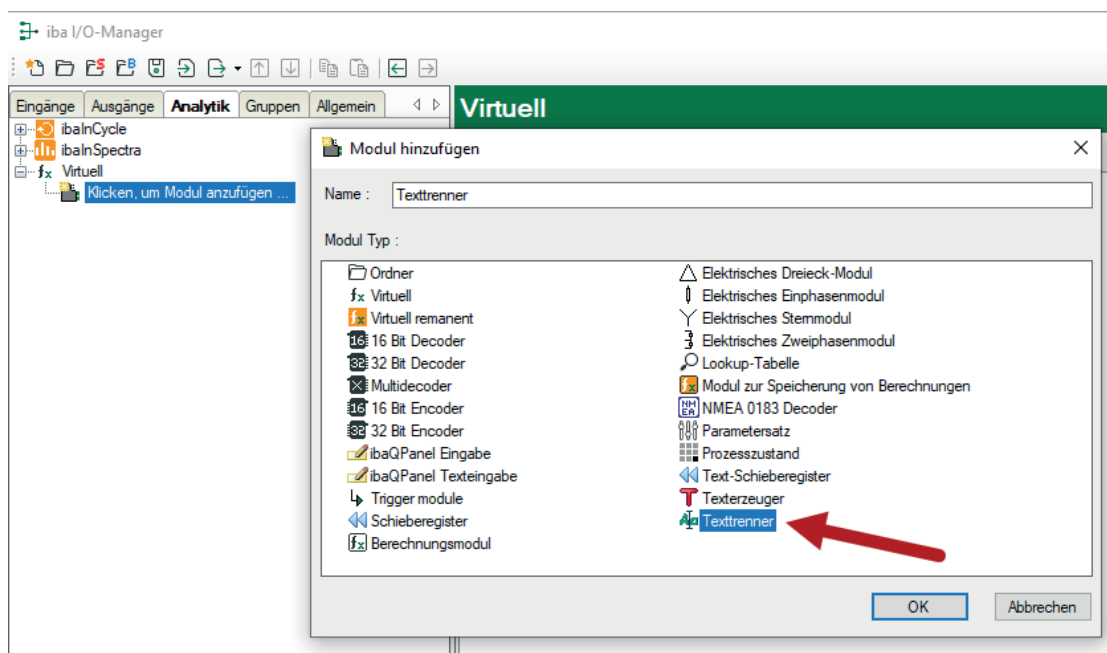 iba I/O-Manager
Eingänge Ausgänge Analytik Gruppen Allgemein
ibaInCycle
ibaInSpectra
Virtuell
Klicken, um Modul anzufügen ...
Virtuell
Modul hinzufügen
Name : Texttrenner
Modul Typ :
Ordner
Virtuell
Virtuell remanent
16 Bit Decoder
32 Bit Decoder
Multidecoder
16 Bit Encoder
32 Bit Encoder
ibaQPanel Eingabe
ibaQPanel Texteingabe
Trigger module
Schieberegister
Berechnungsmodul
Elektrisches Dreieck-Modul
Elektrisches Einphasenmodul
Elektrisches Sternmodul
Elektrisches Zweiphasenmodul
Lookup-Tabelle
Modul zur Speicherung von Berechnungen
NMEA 0183 Decoder
Parametersatz
Prozesszustand
Text-Schieberegister
Texterzeuger
Texttrenner
OK Abbrechen